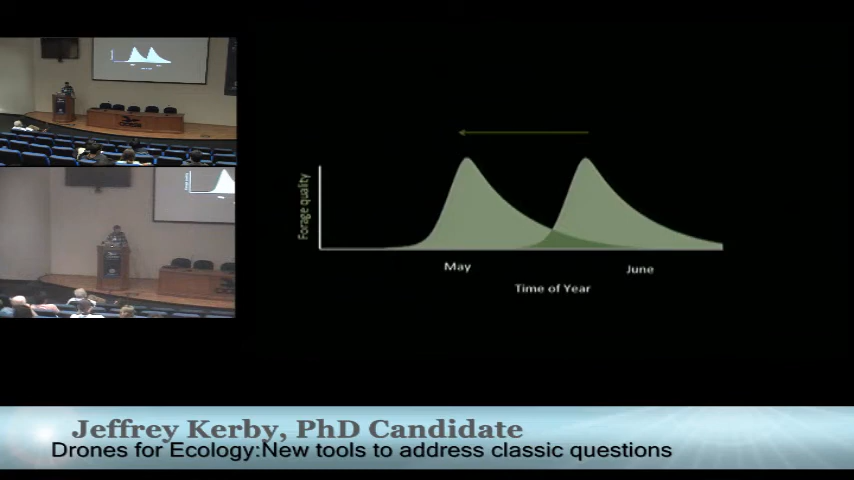 Forage quality
May
June
Time of Year
Jeffrey Kerby, PhD Candidate
Drones for Ecology:New tools to address classic questions